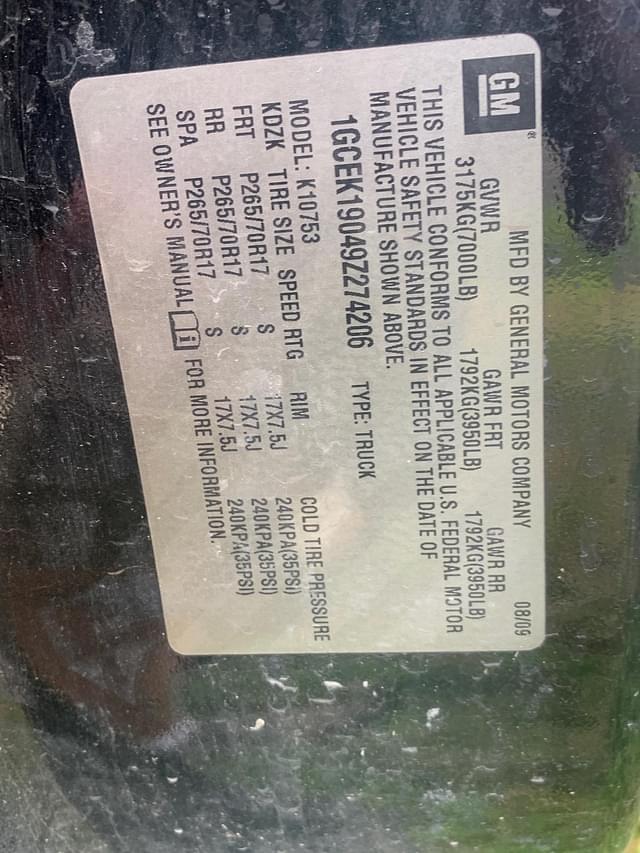 GM
MFD BY GENERAL MOTORS COMPANY 08/09
GVWR GAWR FRT GAWR RR
3175KG(7000LB) 1792KG(3950LB) 1792KG(3950LB)
THIS VEHICLE CONFORMS TO ALL APPLICABLE U.S. FEDERAL MOTOR
VEHICLE SAFETY STANDARDS IN EFFECT ON THE DATE OF
MANUFACTURE SHOWN ABOVE.
1GCEK19049Z274206 TYPE: TRUCK
MODEL: K10753
KDZK TIRE SIZE SPEED RTG RIM COLD TIRE PRESSURE
FRT P265/70R17 S 17X7.5J 240KPA(35PSI)
RR P265/70R17 S 17X7.5J 240KPA(35PSI)
SPA P265/70R17 S 17X7.5J 240KPA(35PSI)
SEE OWNER'S MANUAL FOR MORE INFORMATION.